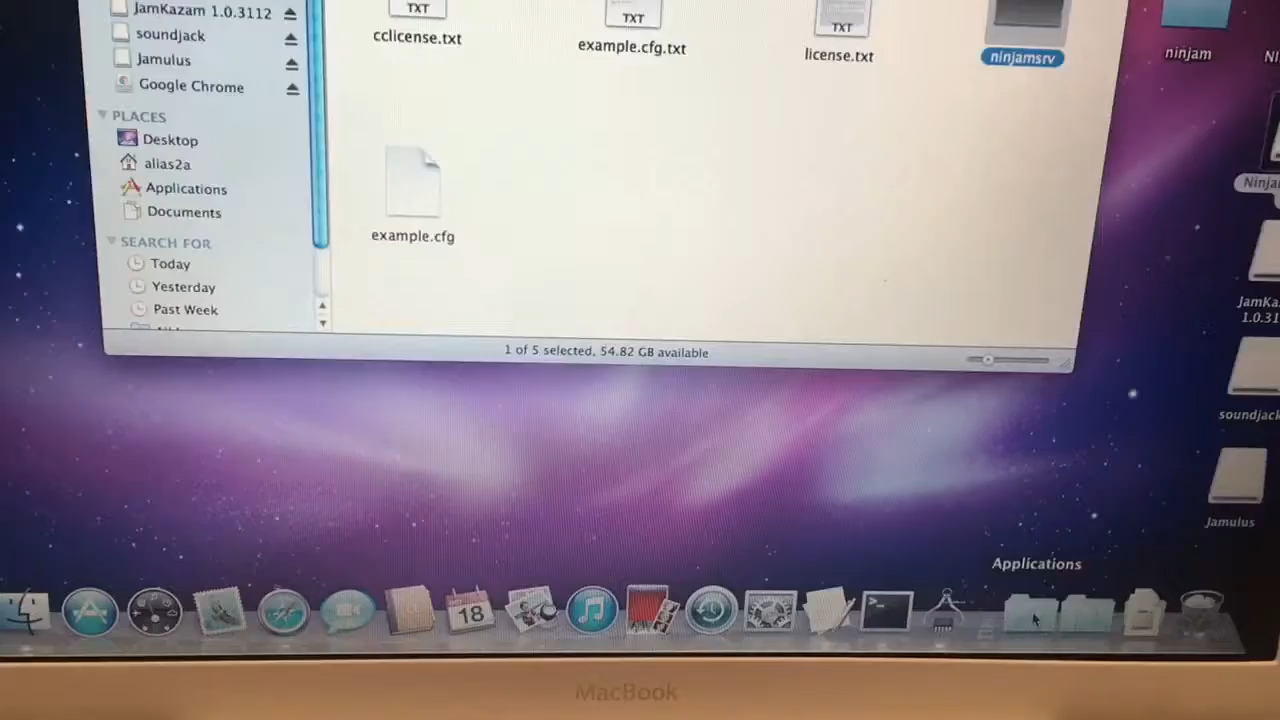 JamKazam 1.0.3112
soundjack
Jamulus
Google Chrome
PLACES
Desktop
alias2a
Applications
Documents
SEARCH FOR
Today
Yesterday
Past Week
TXT
cclicense.txt
TXT
example.cfg.txt
TXT
license.txt
ninjamsrv
example.cfg
1 of 5 selected, 54.82 GB available
ninjam
Ninja
JamKa
1.0.31
soundjack
Jamulus
Applications
18
MacBook